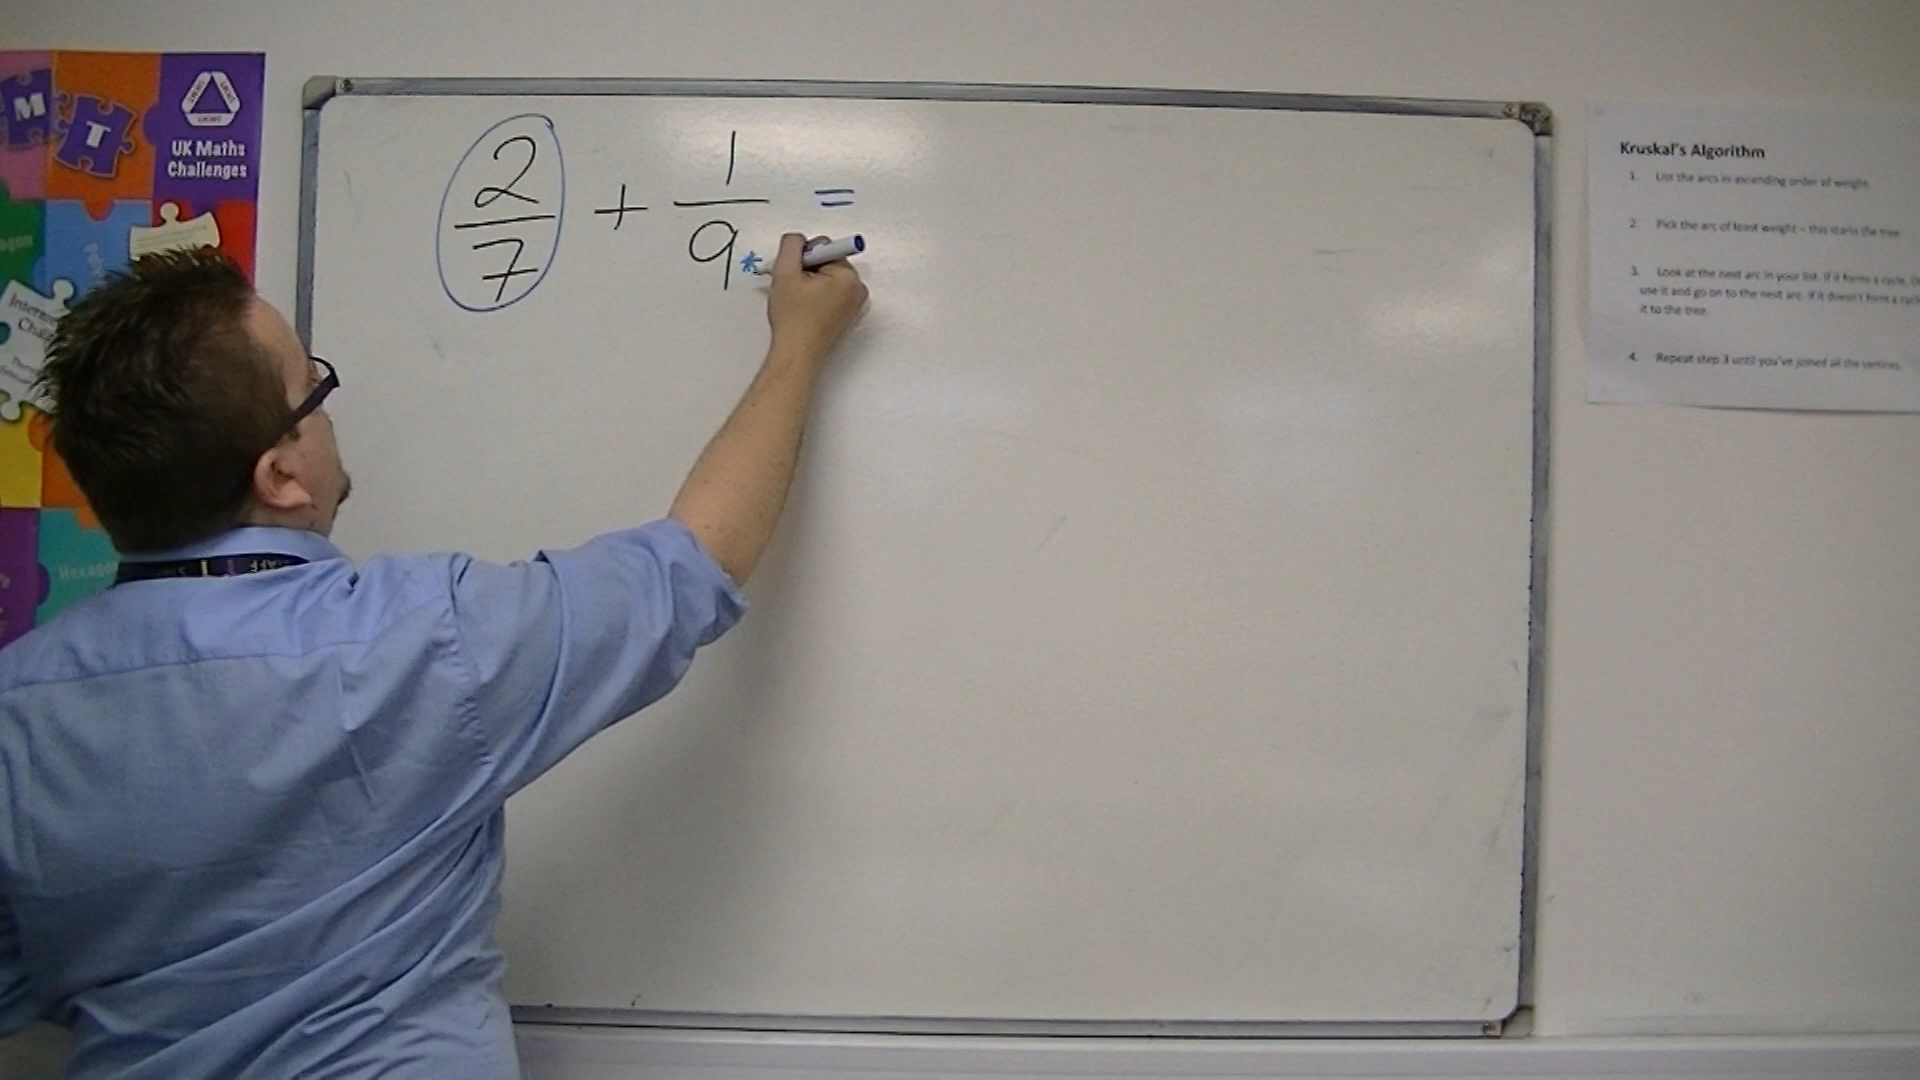 M
T
UK Maths
Challenges
2/7 + 1/9 * =
Kruskal's Algorithm
1. List the arcs in ascending order of weight.
2. Pick the arc of least weight – this starts the tree.
3. Look at the next arc in your list. If it forms a cycle,
use it and go on to the next arc. If it doesn't form a
it to the tree.
4. Repeat step 3 until you've joined all the vertices.
Hexagon
STAFF